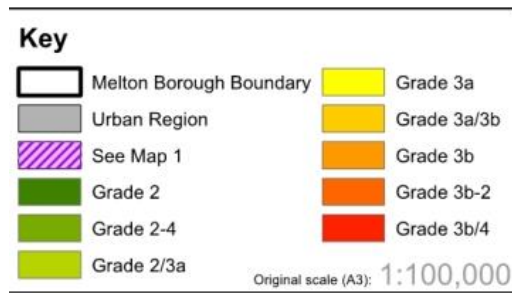 Key
Melton Borough Boundary
Urban Region
See Map 1
Grade 2
Grade 2-4
Grade 2/3a
Grade 3a
Grade 3a/3b
Grade 3b
Grade 3b-2
Grade 3b/4
Original scale (A3): 1:100,000